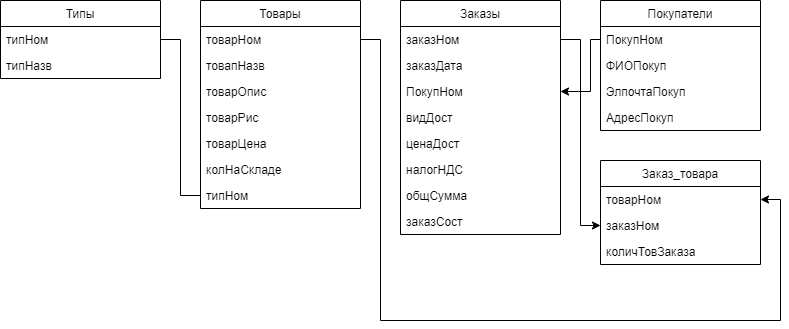 Типы
типНом
типНазв
Товары
товарНом
товапНазв
товарОпис
товарРис
товарЦена
колНаСкладе
типНом
Заказы
заказНом
заказДата
ПокупНом
видДост
ценаДост
налогНДС
общСумма
заказСост
Покупатели
ПокупНом
ФИОПокуп
ЭлпочтаПокуп
АдресПокуп
Заказ_товара
товарНом
заказНом
количТовЗаказа